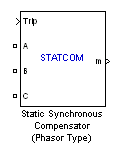 Trip
A
STATCOM
m
B
C
Static Synchronous
Compensator
(Phasor Type)